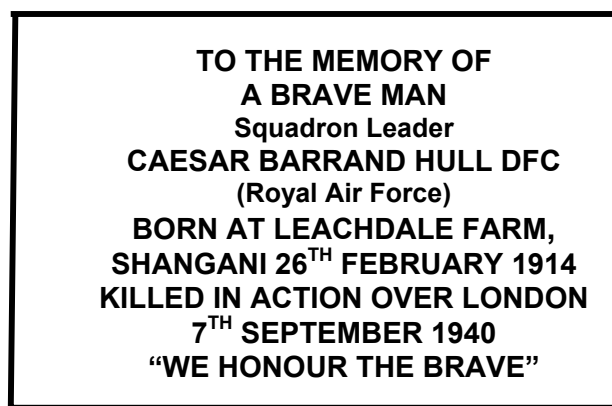 TO THE MEMORY OF
A BRAVE MAN
Squadron Leader
CAESAR BARRAND HULL DFC
(Royal Air Force)
BORN AT LEACHDALE FARM,
SHANGANI 26TH FEBRUARY 1914
KILLED IN ACTION OVER LONDON
7TH SEPTEMBER 1940
“WE HONOUR THE BRAVE”